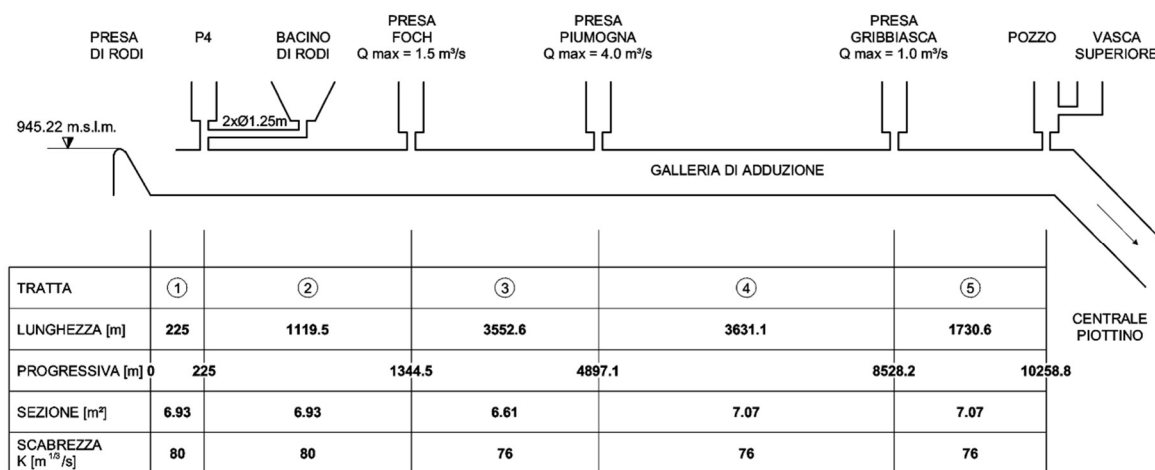 PRESA
DI RODI
P4
BACINO
DI RODI
PRESA
FOCH
Q max = 1.5 m³/s
PRESA
PIUMOGNA
Q max = 4.0 m³/s
PRESA
GRIBBIASCA
Q max = 1.0 m³/s
POZZO
VASCA
SUPERIORE
2xØ1.25m
945.22 m.s.l.m.
GALLERIA DI ADDUZIONE
TRATTA 1 2 3 4 5
LUNGHEZZA [m] 225 1119.5 3552.6 3631.1 1730.6
CENTRALE
PIOTTINO
PROGRESSIVA [m] 0 225 1344.5 4897.1 8528.2 10258.8
SEZIONE [m²] 6.93 6.93 6.61 7.07 7.07
SCABREZZA
K [m^1/3/s] 80 80 76 76 76